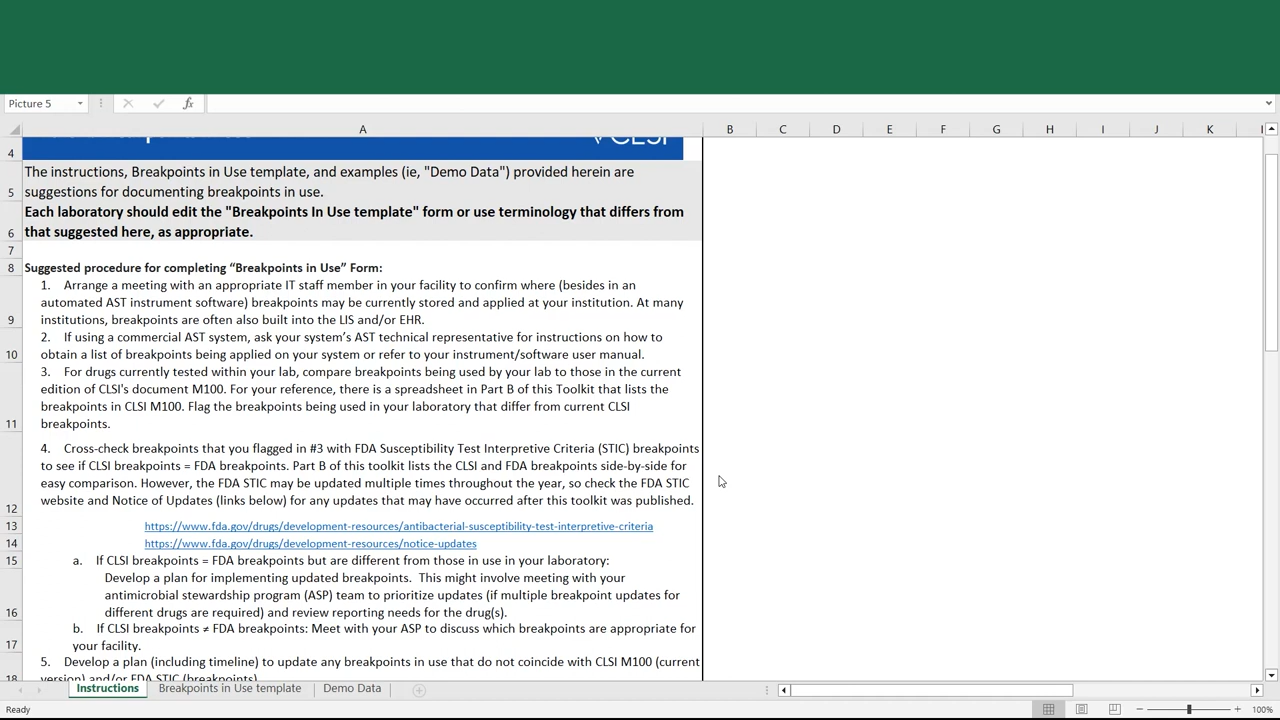 Picture 5
fx
A B C D E F G H I J K
4
CLSI
The instructions, Breakpoints in Use template, and examples (ie, "Demo Data") provided herein are
5 suggestions for documenting breakpoints in use.
Each laboratory should edit the "Breakpoints In Use template" form or use terminology that differs from
6 that suggested here, as appropriate.
7
8 Suggested procedure for completing “Breakpoints in Use” Form:
1. Arrange a meeting with an appropriate IT staff member in your facility to confirm where (besides in an
automated AST instrument software) breakpoints may be currently stored and applied at your institution. At many
9 institutions, breakpoints are often also built into the LIS and/or EHR.
2. If using a commercial AST system, ask your system’s AST technical representative for instructions on how to
10 obtain a list of breakpoints being applied on your system or refer to your instrument/software user manual.
3. For drugs currently tested within your lab, compare breakpoints being used by your lab to those in the current
edition of CLSI's document M100. For your reference, there is a spreadsheet in Part B of this Toolkit that lists the
breakpoints in CLSI M100. Flag the breakpoints being used in your laboratory that differ from current CLSI
11 breakpoints.
4. Cross-check breakpoints that you flagged in #3 with FDA Susceptibility Test Interpretive Criteria (STIC) breakpoints
to see if CLSI breakpoints = FDA breakpoints. Part B of this toolkit lists the CLSI and FDA breakpoints side-by-side for
easy comparison. However, the FDA STIC may be updated multiple times throughout the year, so check the FDA STIC
12 website and Notice of Updates (links below) for any updates that may have occurred after this toolkit was published.
13 https://www.fda.gov/drugs/development-resources/antibacterial-susceptibility-test-interpretive-criteria
14 https://www.fda.gov/drugs/development-resources/notice-updates
15 a. If CLSI breakpoints = FDA breakpoints but are different from those in use in your laboratory:
Develop a plan for implementing updated breakpoints. This might involve meeting with your
antimicrobial stewardship program (ASP) team to prioritize updates (if multiple breakpoint updates for
16 different drugs are required) and review reporting needs for the drug(s).
b. If CLSI breakpoints ≠ FDA breakpoints: Meet with your ASP to discuss which breakpoints are appropriate for
17 your facility.
5. Develop a plan (including timeline) to update any breakpoints in use that do not coincide with CLSI M100 (current
18 version) and/or FDA STIC (breakpoints)
Instructions Breakpoints in Use template Demo Data
Ready 100%